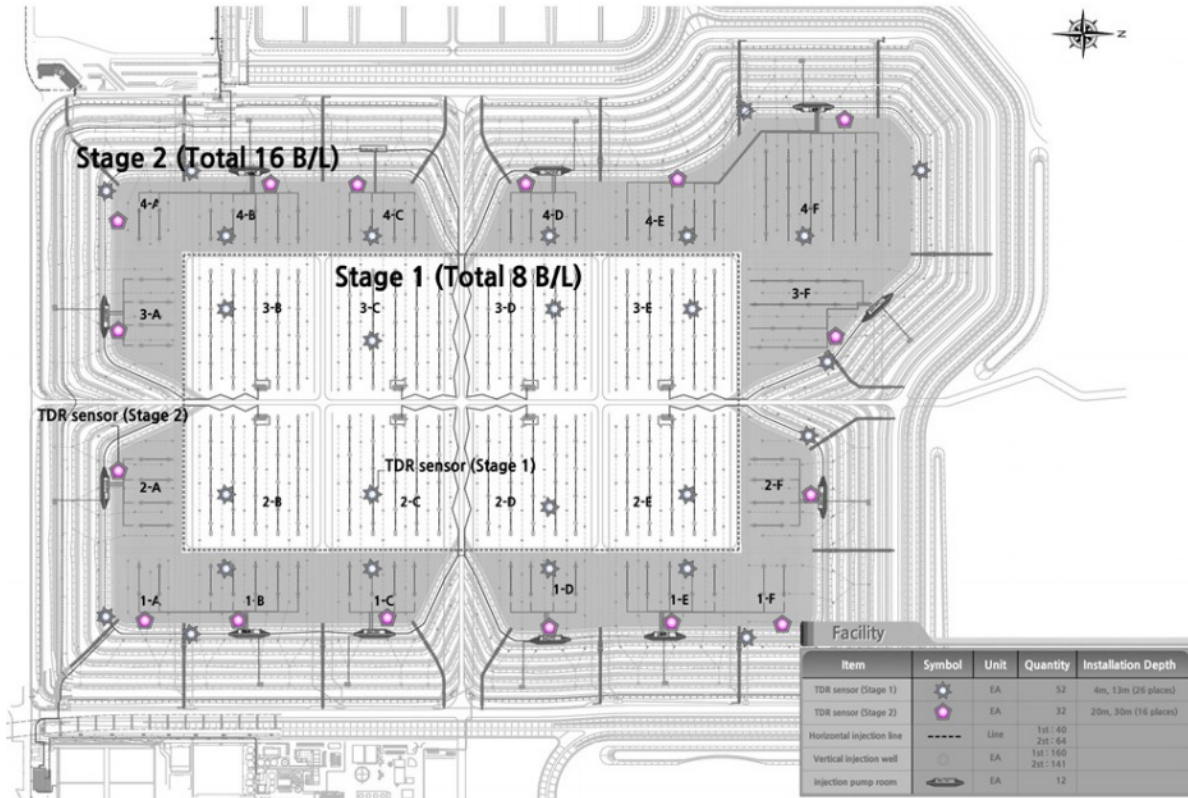 N
Stage 2 (Total 16 B/L)
4-A
4-B
4-C
4-D
4-E
4-F
Stage 1 (Total 8 B/L)
3-A
3-B
3-C
3-D
3-E
3-F
TDR sensor (Stage 2)
TDR sensor (Stage 1)
2-A
2-B
2-C
2-D
2-E
2-F
1-A
1-B
1-C
1-D
1-E
1-F
Facility
Item Symbol Unit Quantity Installation Depth
TDR sensor (Stage 1) EA 52 4m, 13m (26 places)
TDR sensor (Stage 2) EA 32 20m, 30m (16 places)
Horizontal injection line Line 1st : 40
2st : 64
Vertical injection well EA 1st : 160
2st : 141
injection pump room EA 12